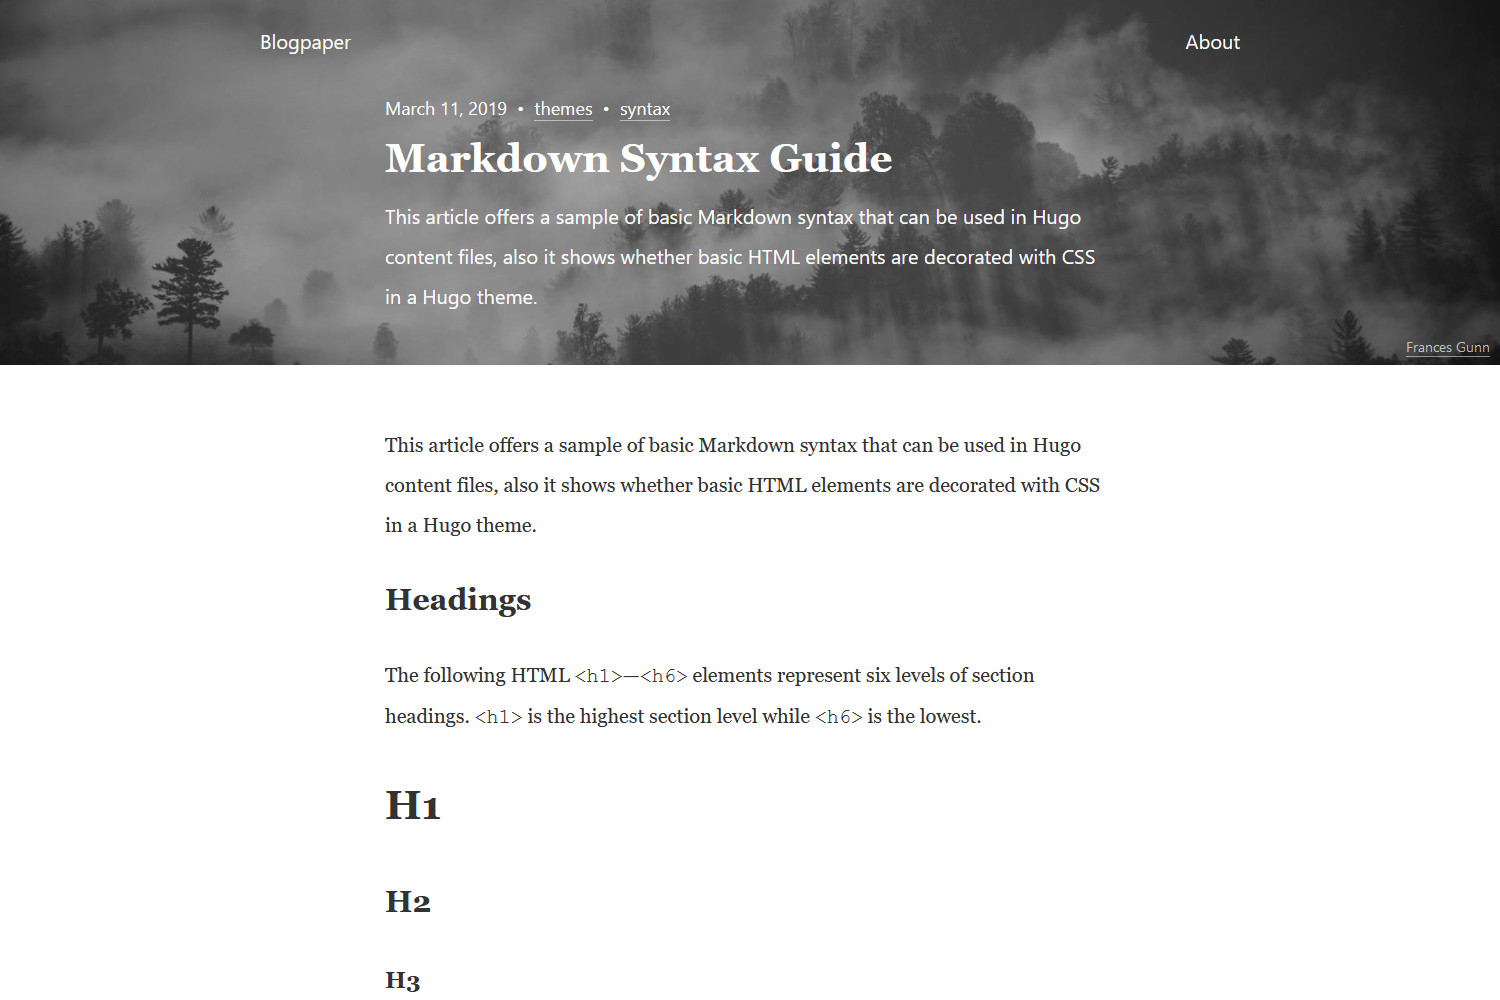 Blogpaper About
March 11, 2019 • themes • syntax
Markdown Syntax Guide
This article offers a sample of basic Markdown syntax that can be used in Hugo
content files, also it shows whether basic HTML elements are decorated with CSS
in a Hugo theme.
Frances Gunn
This article offers a sample of basic Markdown syntax that can be used in Hugo
content files, also it shows whether basic HTML elements are decorated with CSS
in a Hugo theme.
Headings
The following HTML <h1>—<h6> elements represent six levels of section
headings. <h1> is the highest section level while <h6> is the lowest.
H1
H2
H3